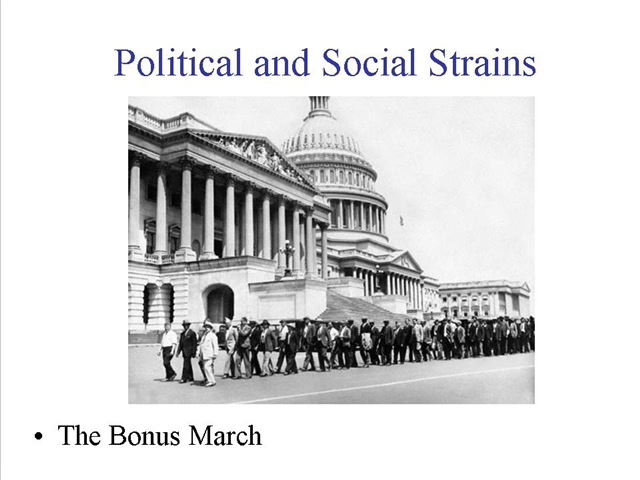 Political and Social Strains
• The Bonus March